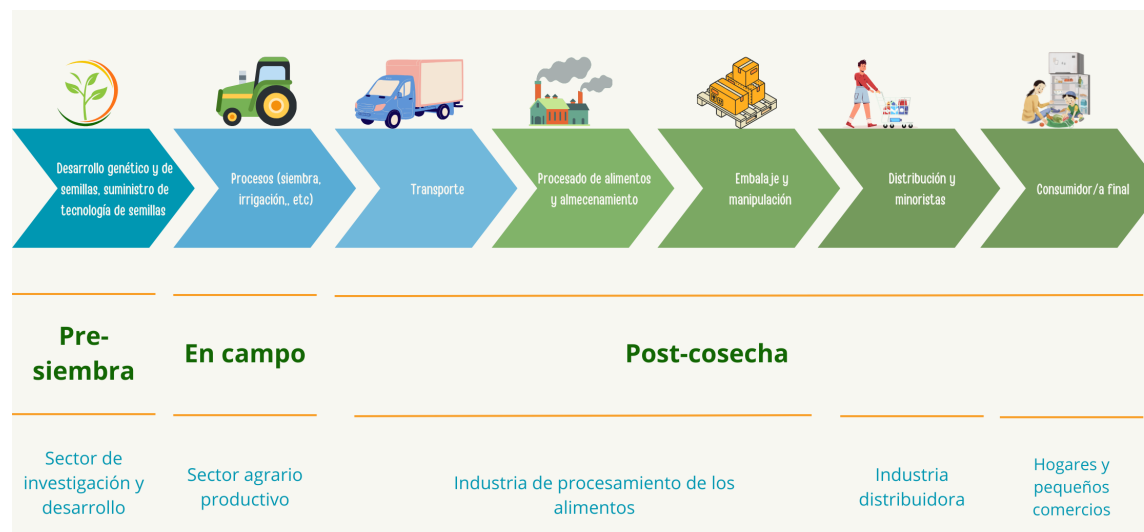 Desarrollo genético y de
semillas, suministro de
tecnología de semillas
Procesos (siembra,
irrigación,, etc)
Transporte
Procesado de alimentos
y almecenamiento
Embalaje y
manipulación
Distribución y
minoristas
Consumidor/a final
Pre-
siembra
En campo
Post-cosecha
Sector de
investigación y
desarrollo
Sector agrario
productivo
Industria de procesamiento de los
alimentos
Industria
distribuidora
Hogares y
pequeños
comercios